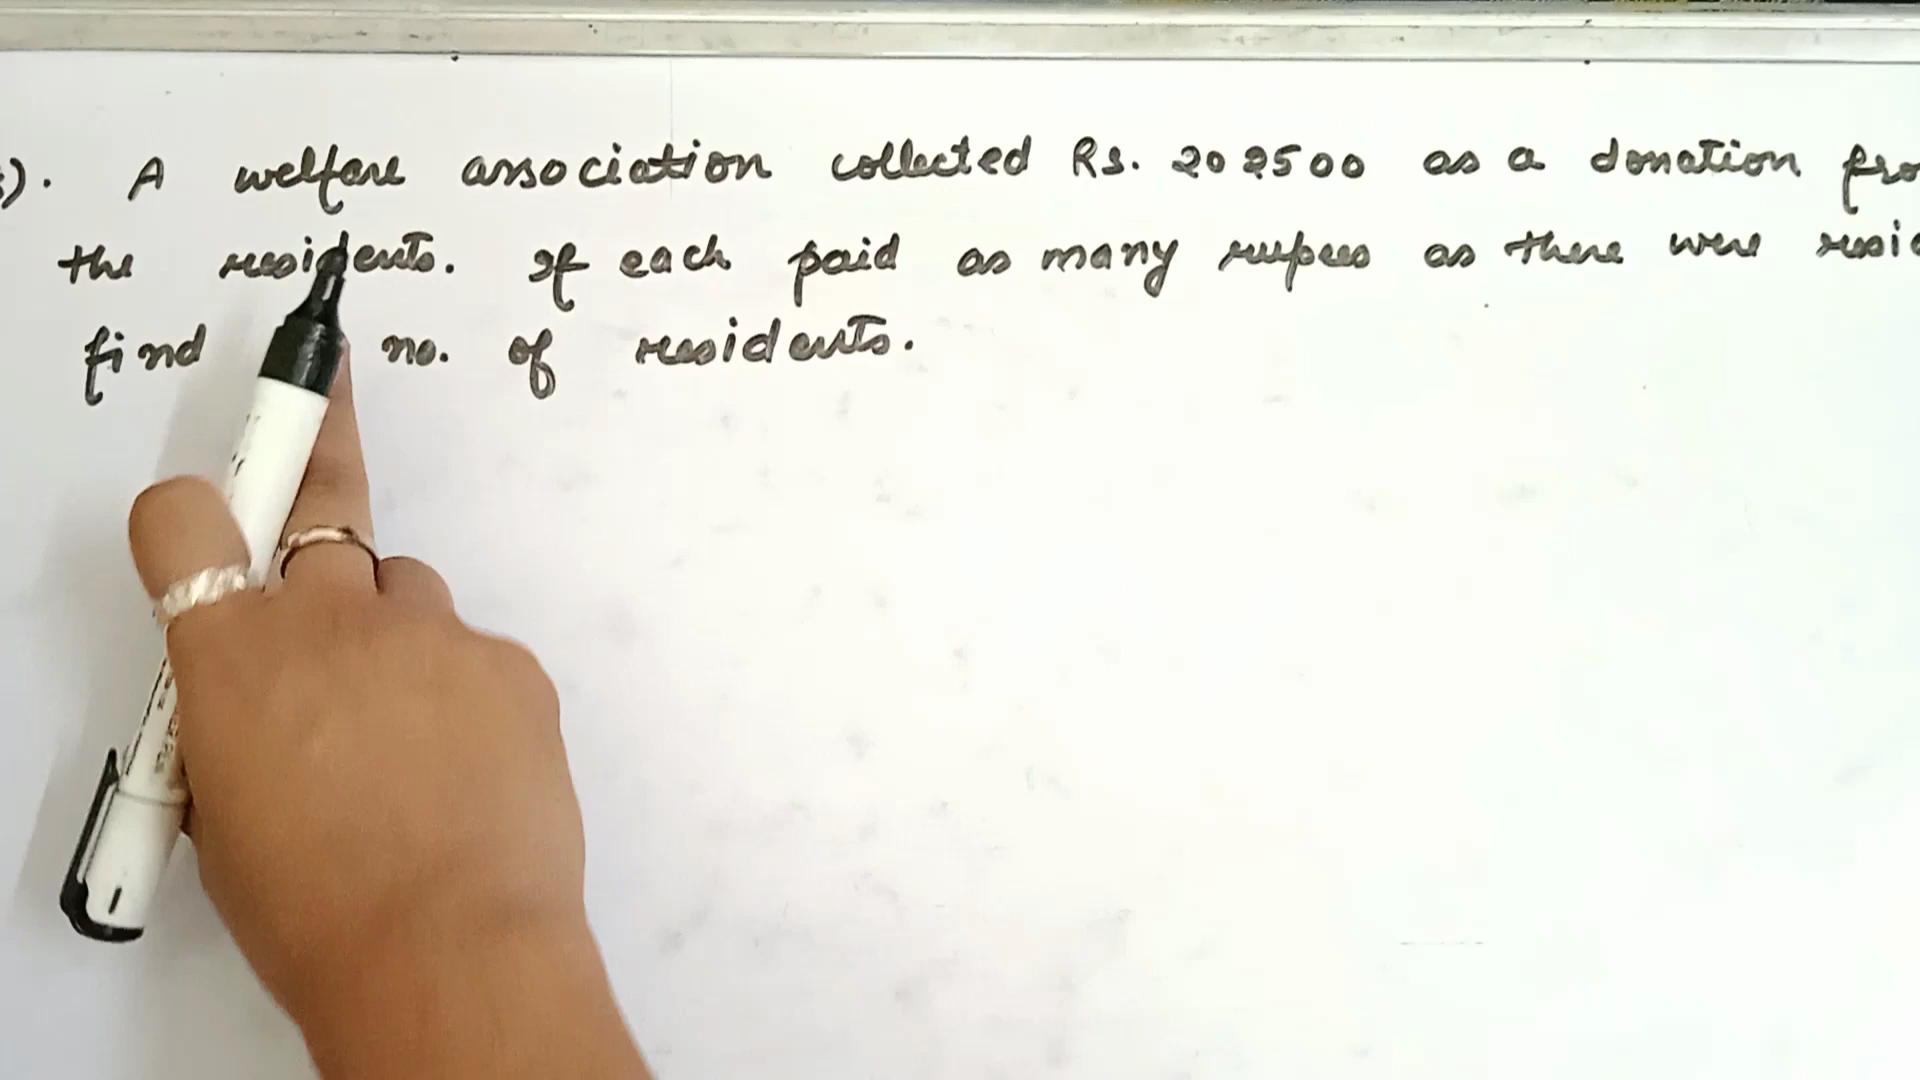 ). A welfare association collected Rs. 202500 as a donation fro
the residents. If each paid as many rupees as there were resid
find no. of residents.